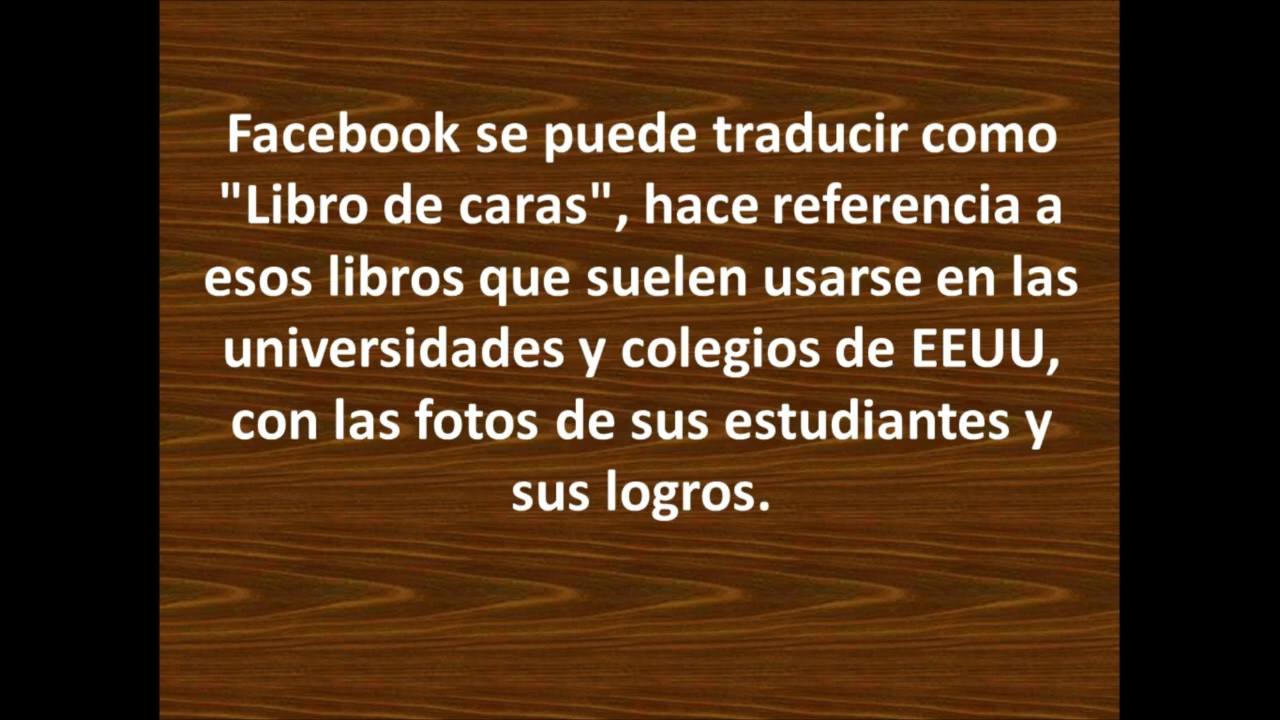 Facebook se puede traducir como
"Libro de caras", hace referencia a
esos libros que suelen usarse en las
universidades y colegios de EEUU,
con las fotos de sus estudiantes y
sus logros.